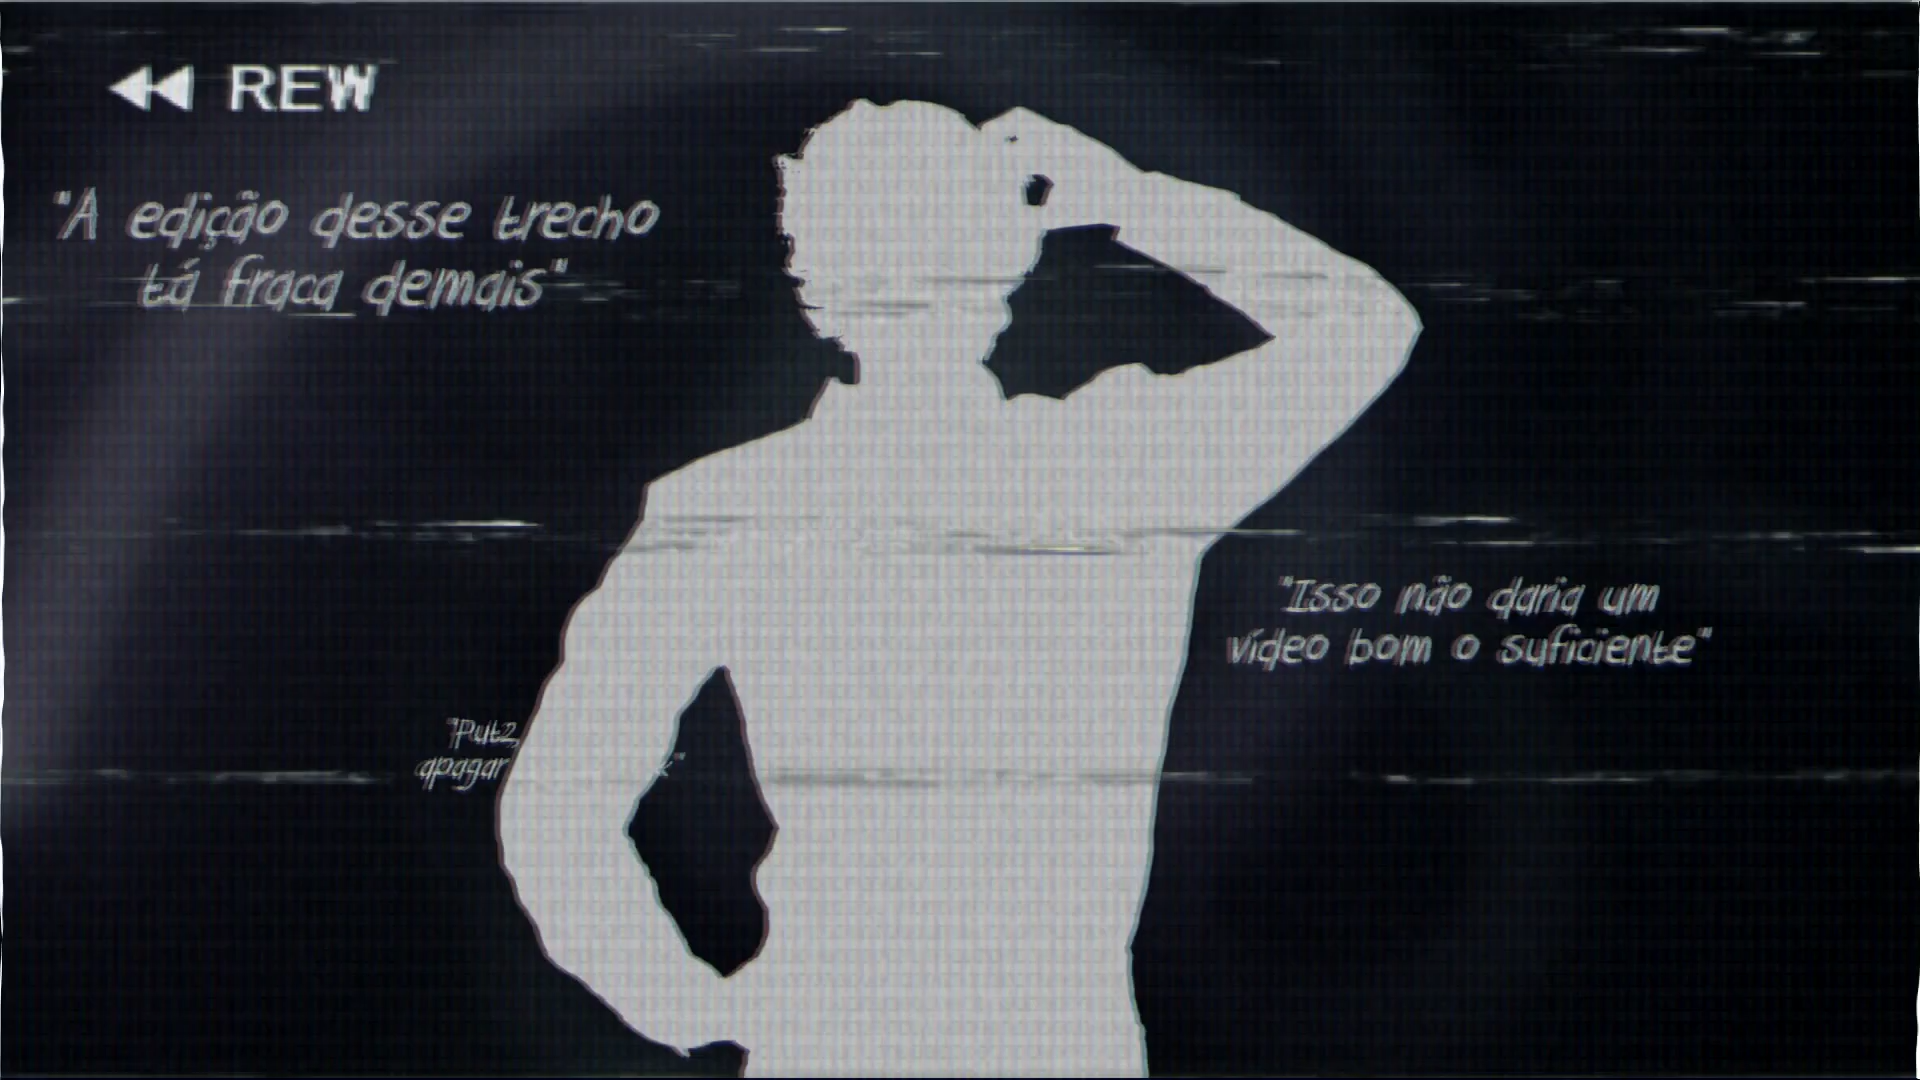 REW
"A edição desse trecho
tá fraca demais"
"Isso não daria um
vídeo bom o suficiente"
"Putz,
apagar